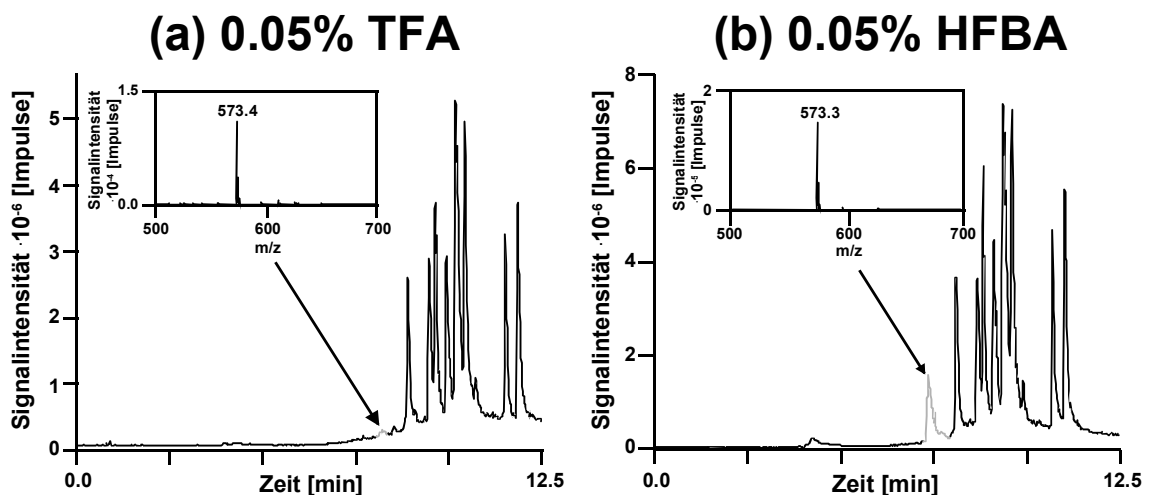 (a) 0.05% TFA
Signalintensität ·10⁻⁶ [Impulse]
5
4
3
2
1
0
0.0
12.5
Zeit [min]
Signalintensität
·10⁻⁴ [Impulse]
1.5
0.0
573.4
500
600
700
m/z
(b) 0.05% HFBA
Signalintensität ·10⁻⁶ [Impulse]
8
6
4
2
0
0.0
12.5
Zeit [min]
Signalintensität
·10⁻⁵ [Impulse]
2
0
573.3
500
600
700
m/z